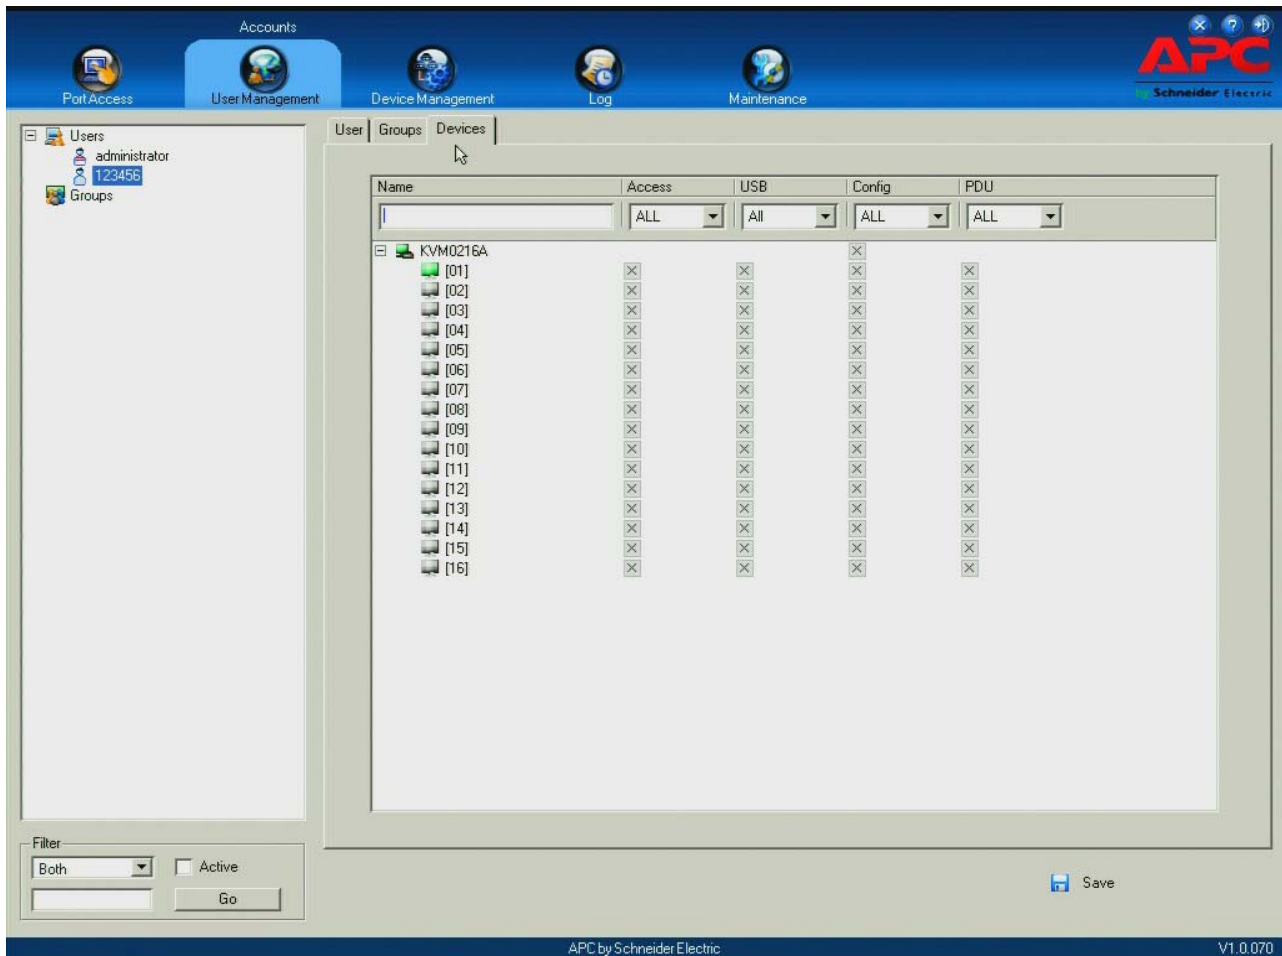 Accounts
Port Access User Management Device Management Log Maintenance
APC
by Schneider Electric
Users
administrator
123456
Groups
User Groups Devices
Name Access USB Config PDU
ALL All ALL ALL
KVM0216A
[01]
[02]
[03]
[04]
[05]
[06]
[07]
[08]
[09]
[10]
[11]
[12]
[13]
[14]
[15]
[16]
Filter
Both Active
Go
Save
APC by Schneider Electric V1.0.070